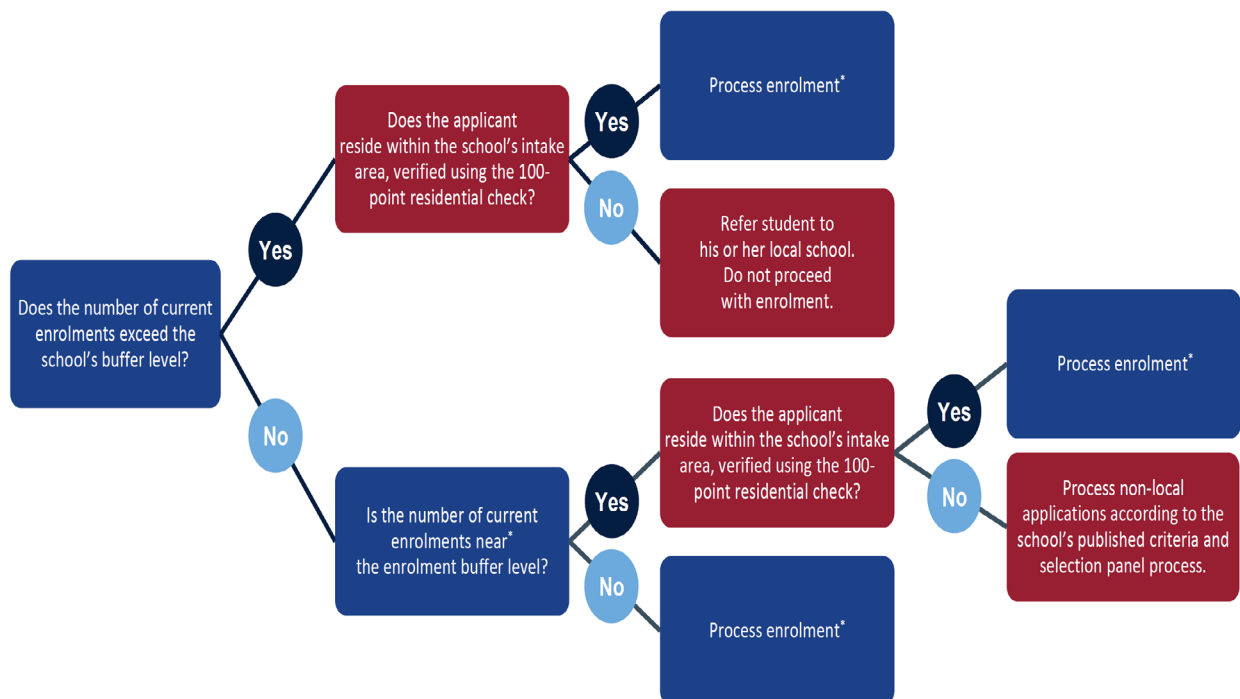 Does the number of current
enrolments exceed the
school's buffer level?
Yes
No
Does the applicant
reside within the school's intake
area, verified using the 100-
point residential check?
Yes
No
Process enrolment*
Refer student to
his or her local school.
Do not proceed
with enrolment.
Is the number of current
enrolments near*
the enrolment buffer level?
Yes
No
Does the applicant
reside within the school's intake
area, verified using the 100-
point residential check?
Process enrolment*
Yes
No
Process enrolment*
Process non-local
applications according to the
school's published criteria and
selection panel process.